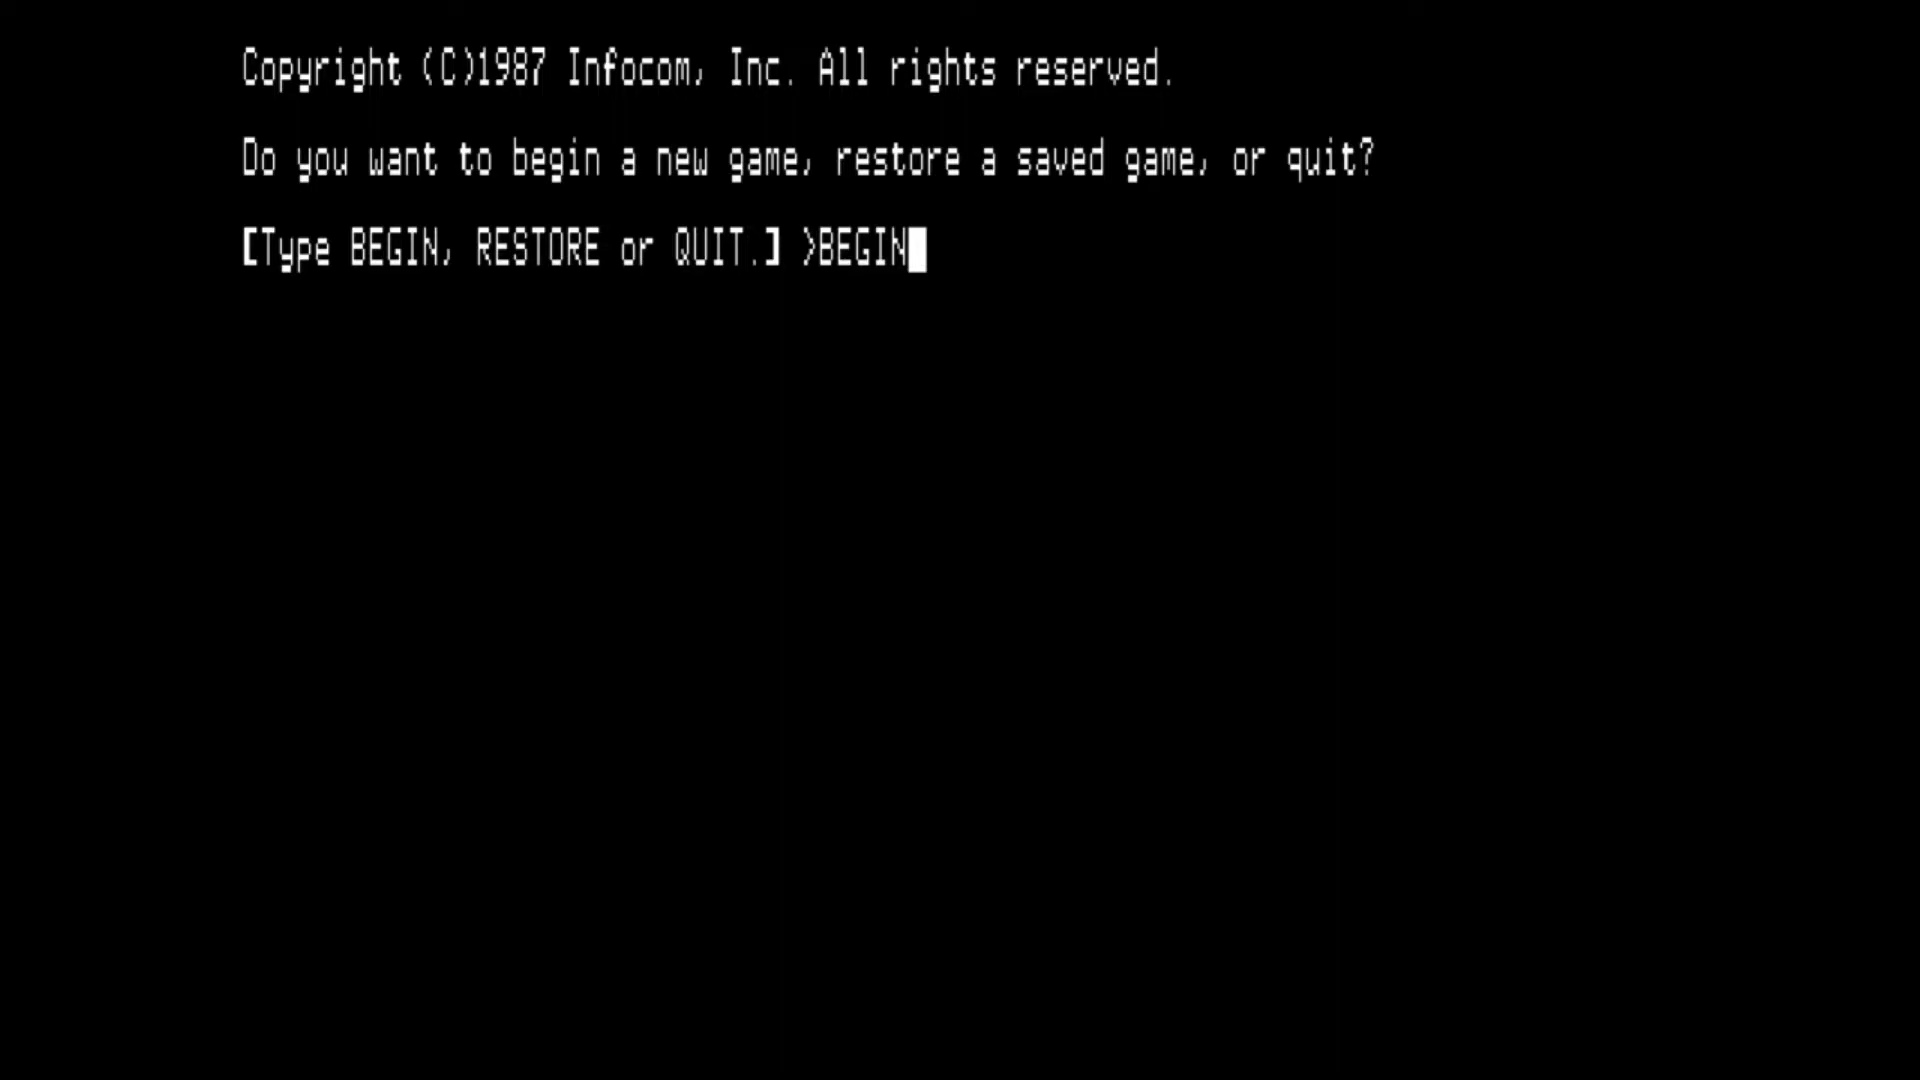 Copyright (C)1987 Infocom, Inc. All rights reserved.
Do you want to begin a new game, restore a saved game, or quit?
[Type BEGIN, RESTORE or QUIT.] >BEGIN